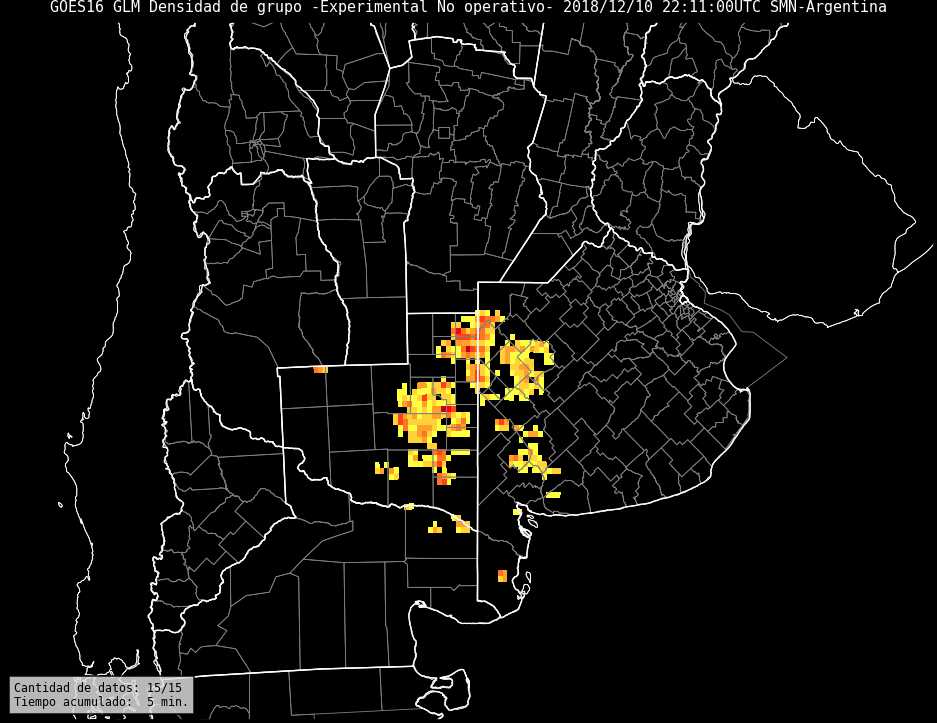 GOES16 GLM Densidad de grupo -Experimental No operativo- 2018/12/10 22:11:00UTC SMN-Argentina
Cantidad de datos: 15/15
Tiempo acumulado:  5 min.